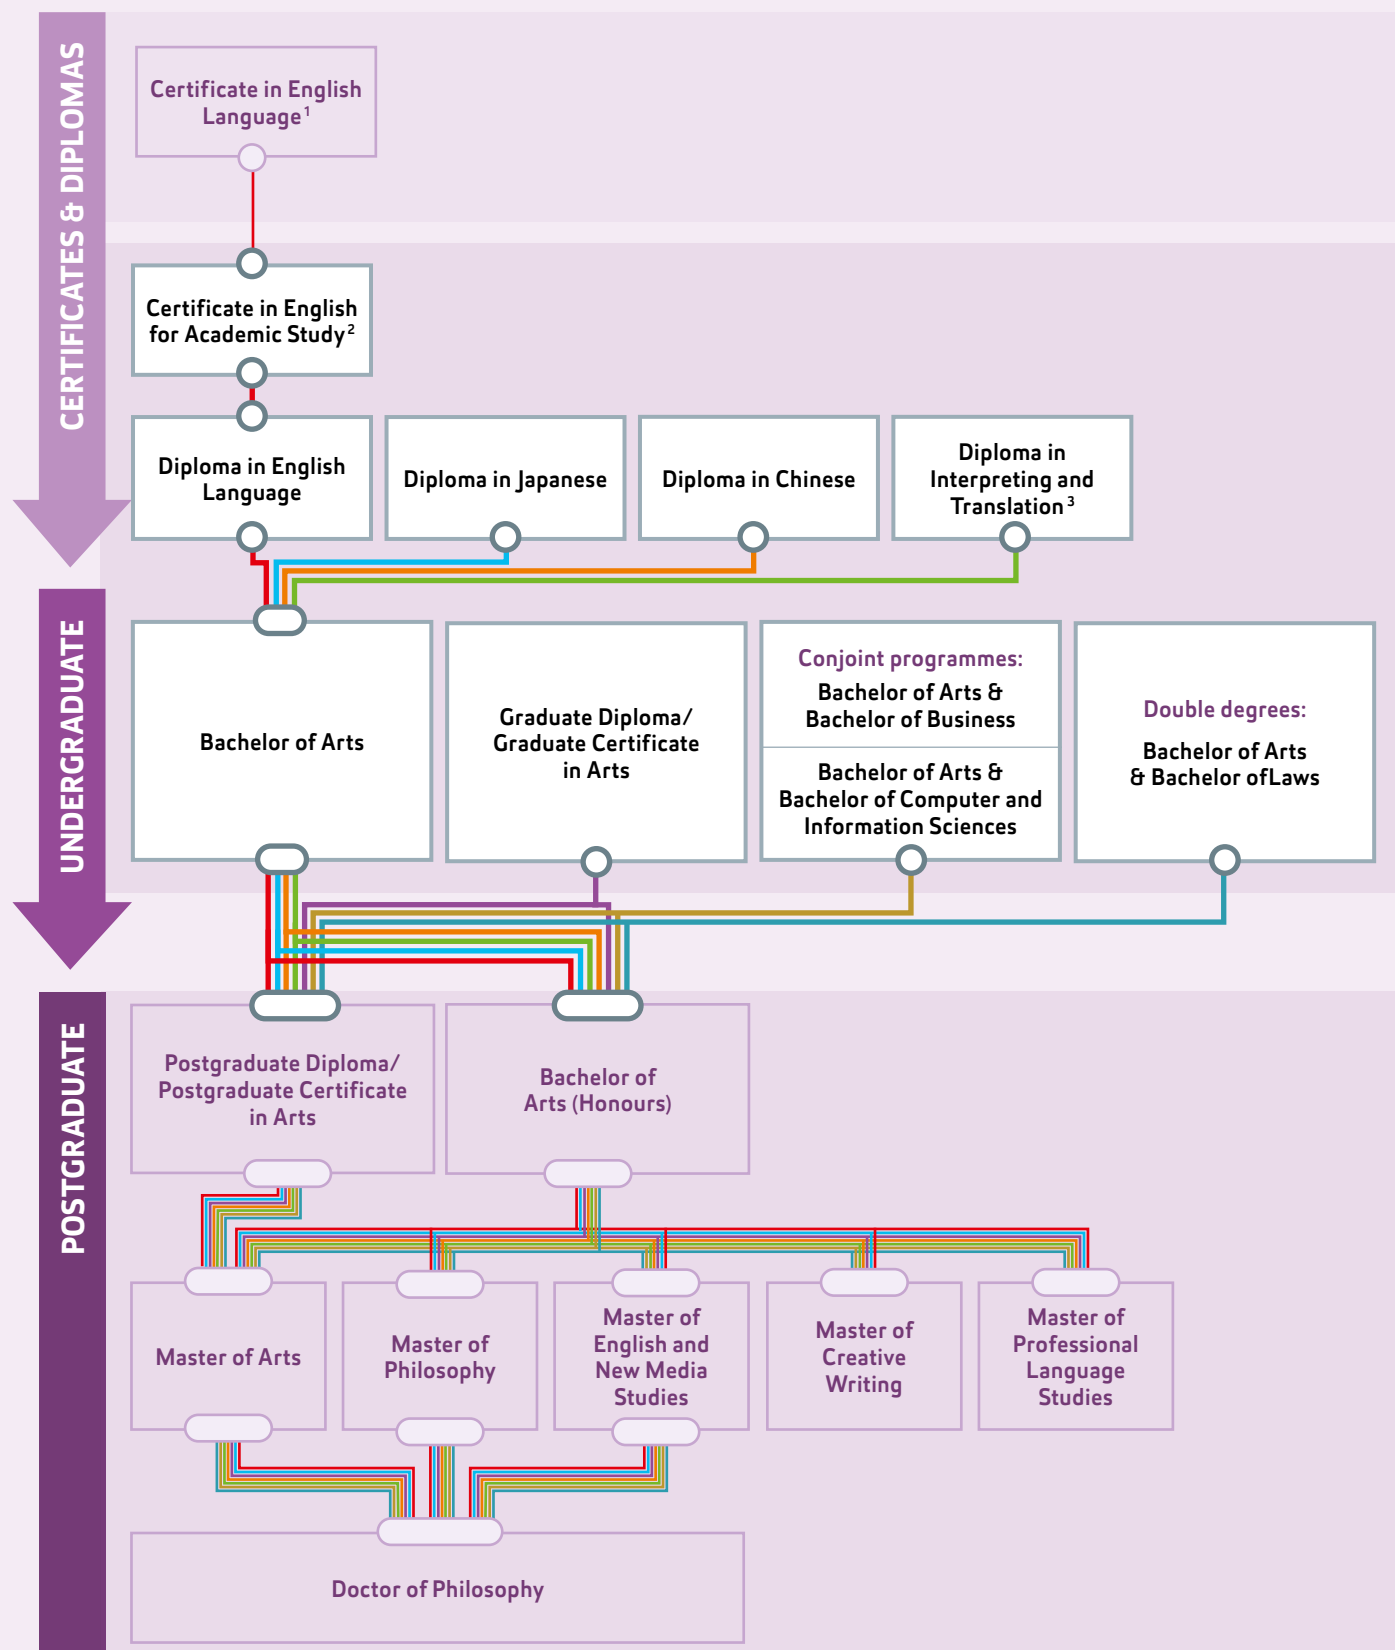 CERTIFICATES & DIPLOMAS
Certificate in English
Language¹
Certificate in English
for Academic Study²
Diploma in English
Language
Diploma in Japanese
Diploma in Chinese
Diploma in
Interpreting and
Translation³
UNDERGRADUATE
Bachelor of Arts
Graduate Diploma/
Graduate Certificate
in Arts
Conjoint programmes:
Bachelor of Arts &
Bachelor of Business
Bachelor of Arts &
Bachelor of Computer and
Information Sciences
Double degrees:
Bachelor of Arts
& Bachelor ofLaws
POSTGRADUATE
Postgraduate Diploma/
Postgraduate Certificate
in Arts
Bachelor of
Arts (Honours)
Master of Arts
Master of
Philosophy
Master of
English and
New Media
Studies
Master of
Creative
Writing
Master of
Professional
Language
Studies
Doctor of Philosophy